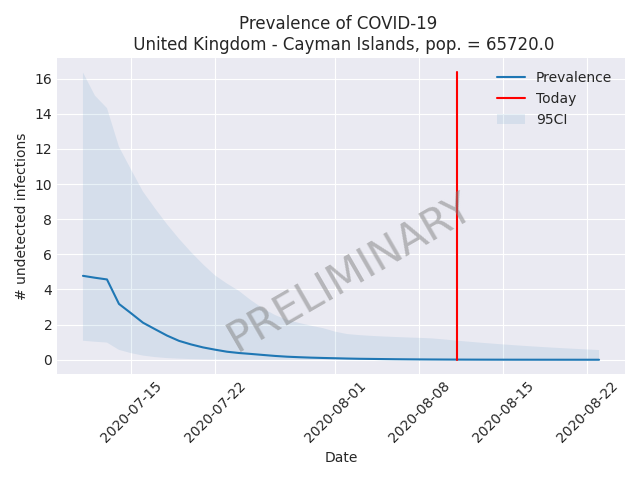 Prevalence of COVID-19
United Kingdom - Cayman Islands, pop. = 65720.0
16
14
12
10
8
6
4
2
0
# undetected infections
Prevalence
Today
95CI
PRELIMINARY
2020-07-15
2020-07-22
2020-08-01
2020-08-08
2020-08-15
2020-08-22
Date